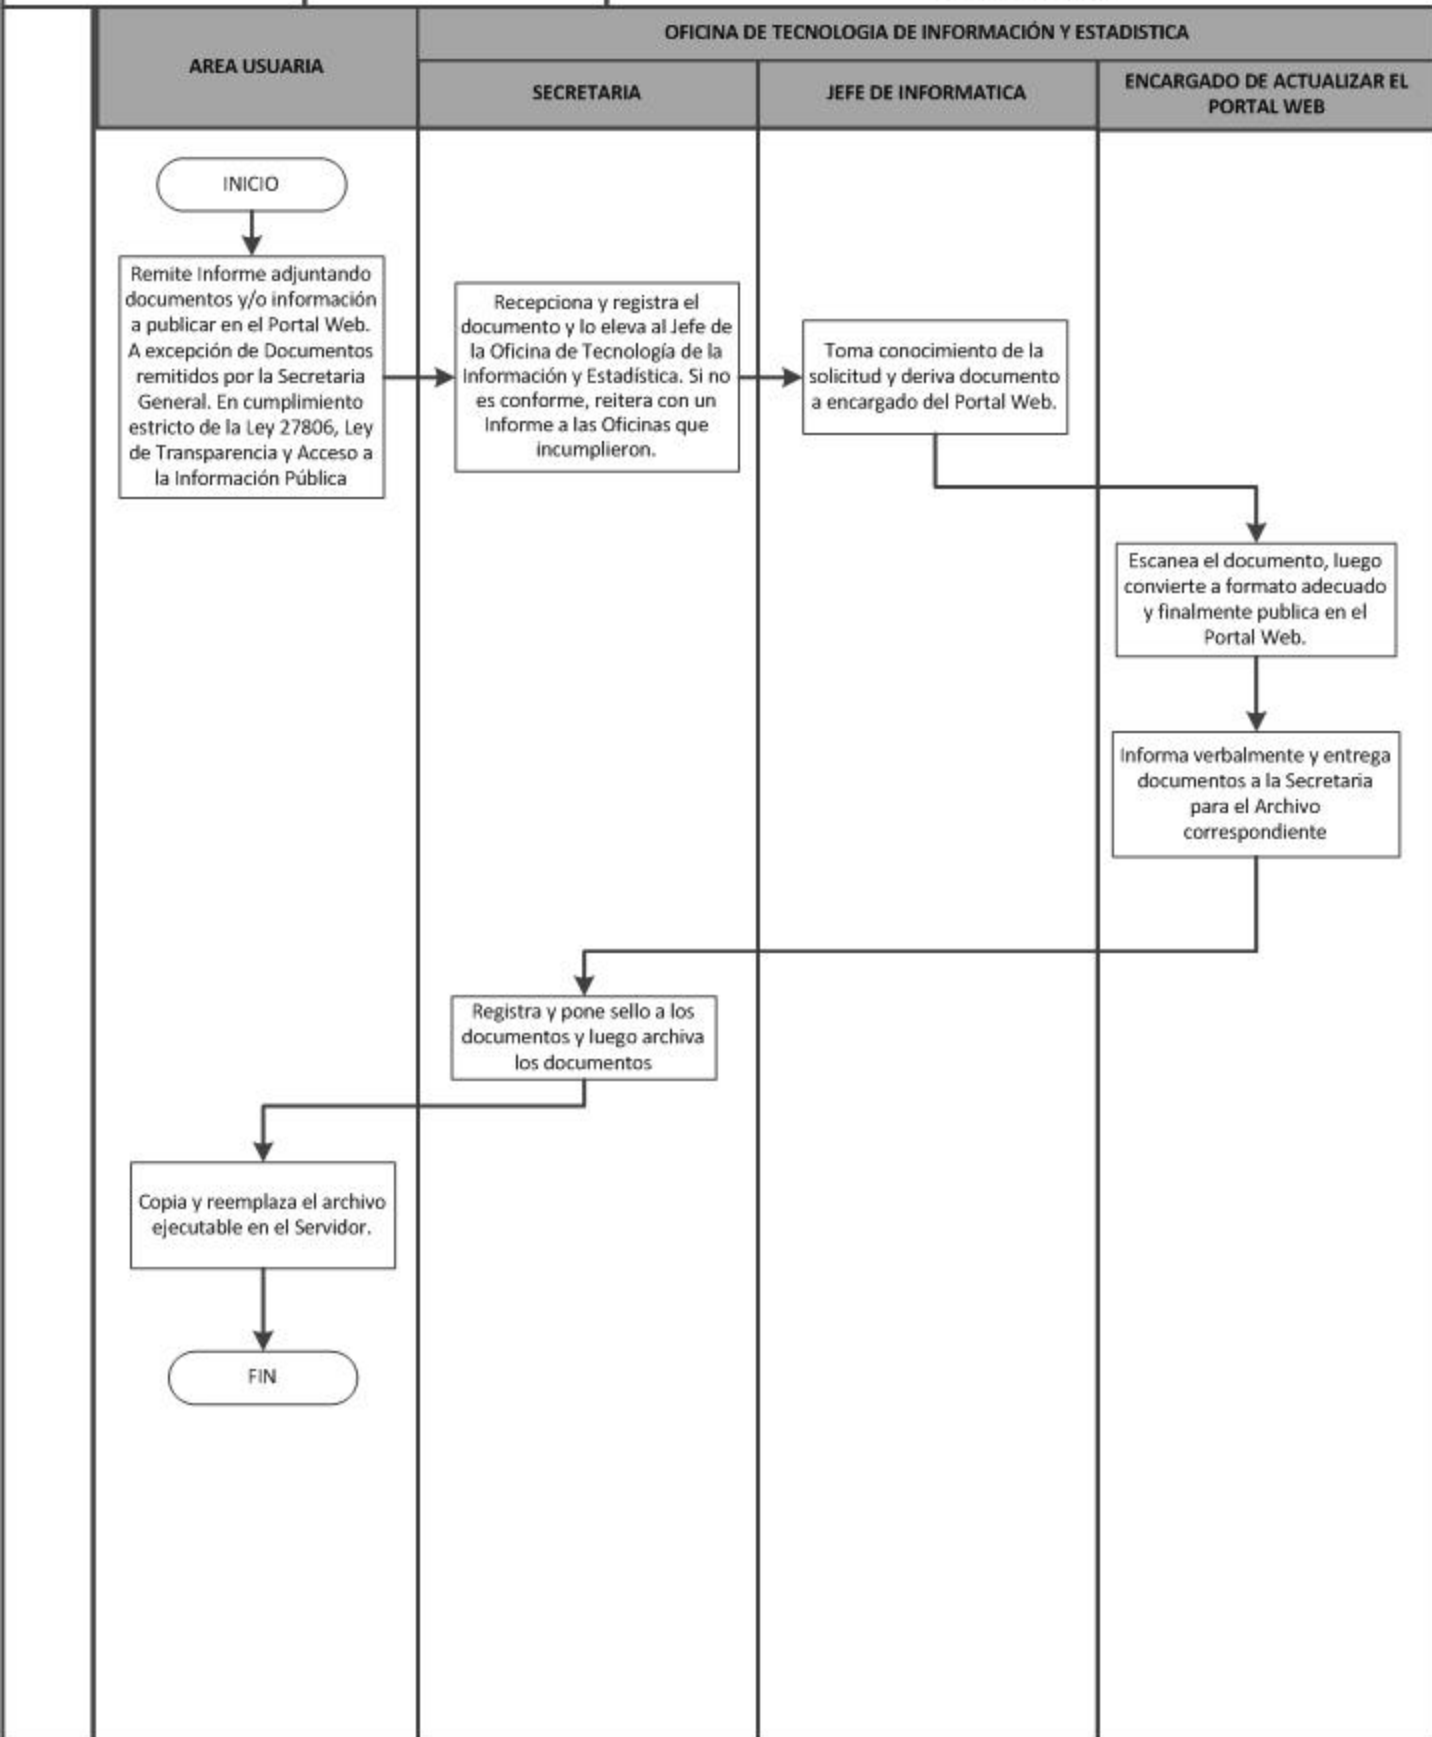 OFICINA DE TECNOLOGIA DE INFORMACIÓN Y ESTADISTICA
AREA USUARIA
SECRETARIA
JEFE DE INFORMATICA
ENCARGADO DE ACTUALIZAR EL
PORTAL WEB
INICIO
Remite Informe adjuntando
documentos y/o información
a publicar en el Portal Web.
A excepción de Documentos
remitidos por la Secretaria
General. En cumplimiento
estricto de la Ley 27806, Ley
de Transparencia y Acceso a
la Información Pública
Recepciona y registra el
documento y lo eleva al Jefe de
la Oficina de Tecnología de la
Información y Estadística. Si no
es conforme, reitera con un
Informe a las Oficinas que
incumplieron.
Toma conocimiento de la
solicitud y deriva documento
a encargado del Portal Web.
Escanea el documento, luego
convierte a formato adecuado
y finalmente publica en el
Portal Web.
Informa verbalmente y entrega
documentos a la Secretaria
para el Archivo
correspondiente
Registra y pone sello a los
documentos y luego archiva
los documentos
Copia y reemplaza el archivo
ejecutable en el Servidor.
FIN